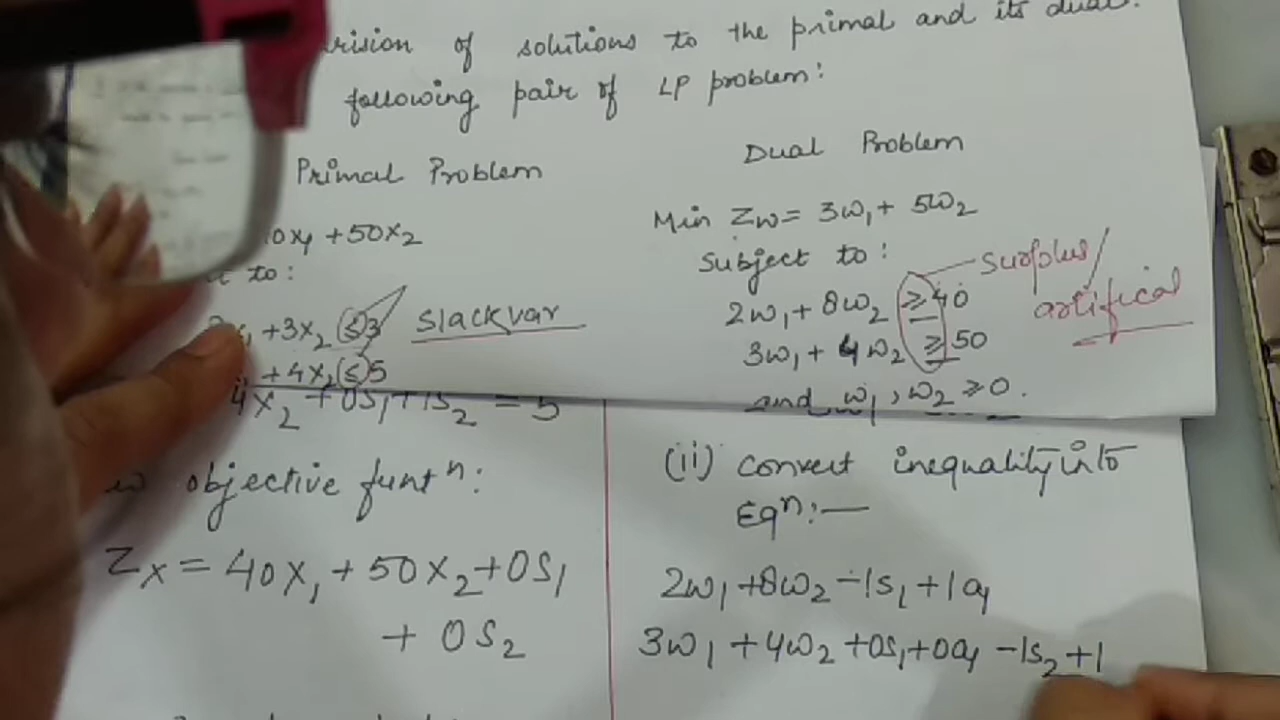 of solutions to the primal and its dual.
following pair of LP problem:
Primal Problem
+50x2
to:
+3x2 ≤ 3 Slack var
+4x2 ≤ 5
Dual Problem
Min Zw = 3w1 + 5w2
Subject to:
2w1 + 8w2 ≥ 40 surplus/
3w1 + 4w2 ≥ 50 artifical
and w1, w2 ≥ 0.
4x2 + 0s1 + 1s2 = 5
objective funtn:
Zx = 40x1 + 50x2 + 0s1
+ 0s2
(ii) convert inequality into
Eqn:—
2w1 + 8w2 - 1s1 + 1a1
3w1 + 4w2 + 0s1 + 0a1 - 1s2 + 1